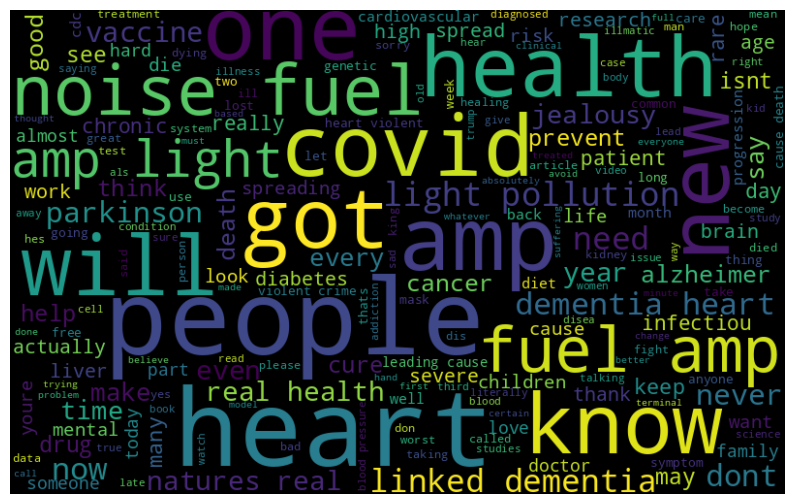 treatment cdc diagnosed cardiovascular research illmatic man full care mean hope
good vaccine dying sorry one high spread risk clinical rare age right
see hard die saying illness genetic hear case body isnt
noise fuel health two ill lost based old week healing common kid
thought chronic system heart violent trump give jealousy new progression cause death
almost really great must let covid lead everyone prevent say
amp light test als article avoid video patient long day
work think use spreading light pollution treated absolutely become study
parkinson away condition death got back life month brain
hes going sure person every sad king whatever amp need suffering kidney issue died thing way
will said look diabetes cancer diet year alzheimer women
help cell made violent crime addiction mask minute take dementia heart
done free thats dis disea cause infectiou
actually believe read please people leading cause fuel amp change fight
liver part even cure severe hand children talking better
trying problem youre make yes real health first third well literally thank keep anyone never
time mental book model blood love certain terminal want science
drug today many watch don bad worst called studies doctor symptom family
data true now call someone late natures real heart blood pressure taking linked dementia know may dont